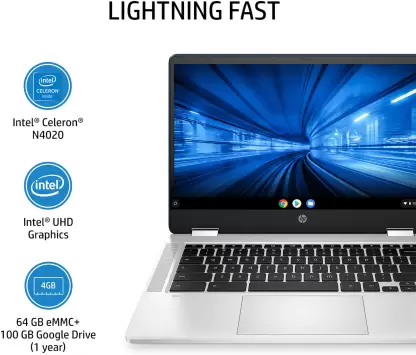 LIGHTNING FAST
intel
CELERON
inside
Intel® Celeron®
N4020
intel
Intel® UHD
Graphics
4GB
64 GB eMMC+
100 GB Google Drive
(1 year)
hp